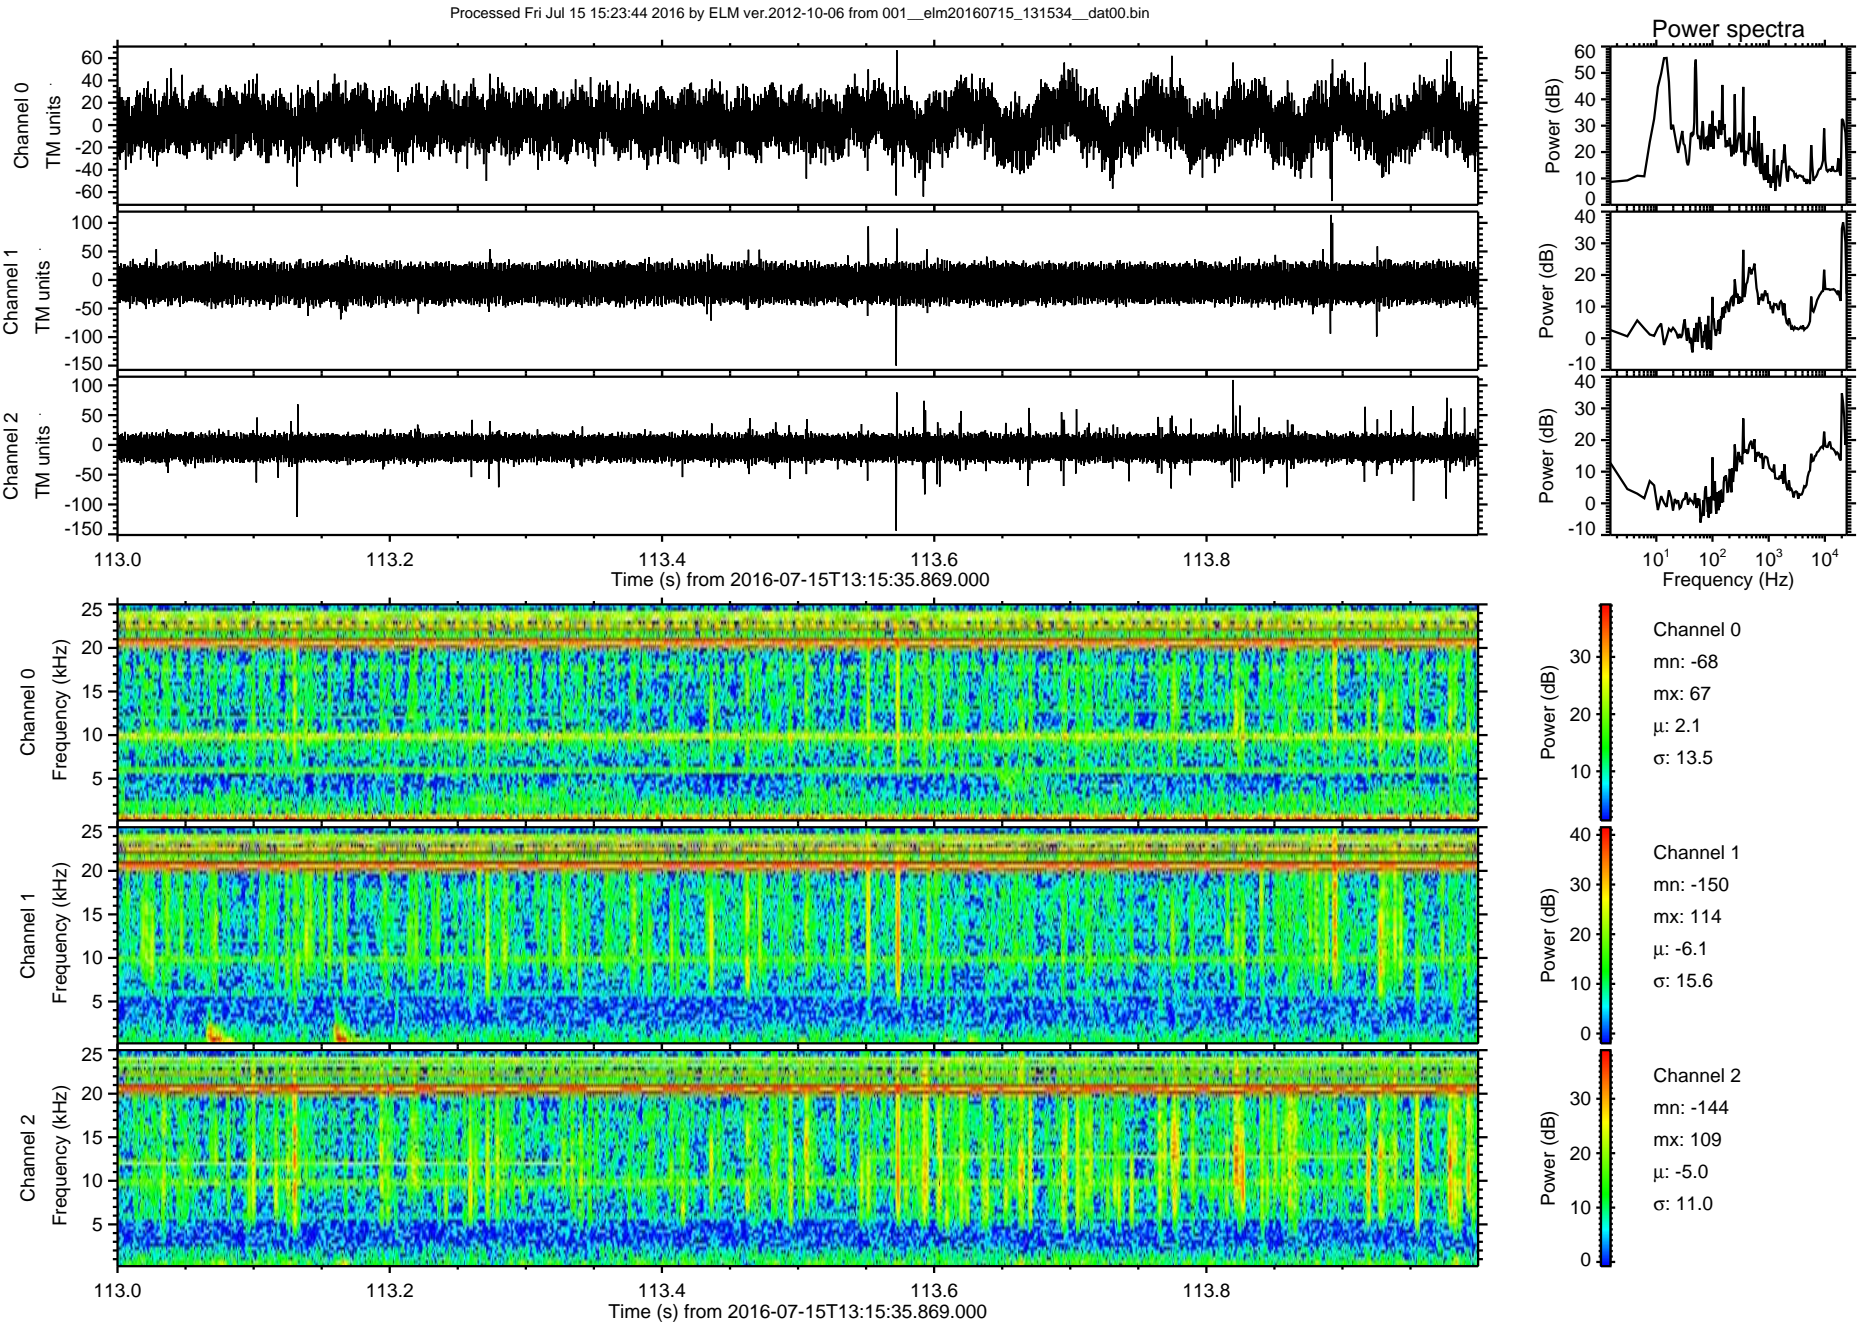 Processed Fri Jul 15 15:23:44 2016 by ELM ver.2012-10-06 from 001__elm20160715_131534__dat00.bin
Power spectra
Channel 0
TM units
60
40
20
0
-20
-40
-60
Power (dB)
60
50
40
30
20
10
0
Channel 1
TM units
100
50
0
-50
-100
-150
Power (dB)
40
30
20
10
0
-10
Channel 2
TM units
100
50
0
-50
-100
-150
Power (dB)
40
30
20
10
0
-10
113.0 113.2 113.4 113.6 113.8
Time (s) from 2016-07-15T13:15:35.869.000
10^1 10^2 10^3 10^4
Frequency (Hz)
Channel 0
Frequency (kHz)
25
20
15
10
5
Power (dB)
30
20
10
Channel 0
mn: -68
mx: 67
μ: 2.1
σ: 13.5
Channel 1
Frequency (kHz)
25
20
15
10
5
Power (dB)
40
30
20
10
0
Channel 1
mn: -150
mx: 114
μ: -6.1
σ: 15.6
Channel 2
Frequency (kHz)
25
20
15
10
5
Power (dB)
30
20
10
0
Channel 2
mn: -144
mx: 109
μ: -5.0
σ: 11.0
113.0 113.2 113.4 113.6 113.8
Time (s) from 2016-07-15T13:15:35.869.000